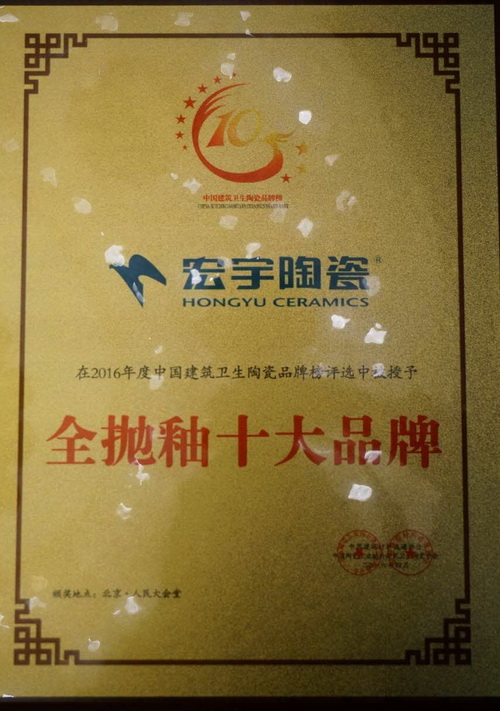 105
中国建筑卫生陶瓷品牌榜
宏宇陶瓷®
HONGYU CERAMICS
在2016年度中国建筑卫生陶瓷品牌榜评选中被授予
全抛釉十大品牌
颁奖地点：北京·人民大会堂